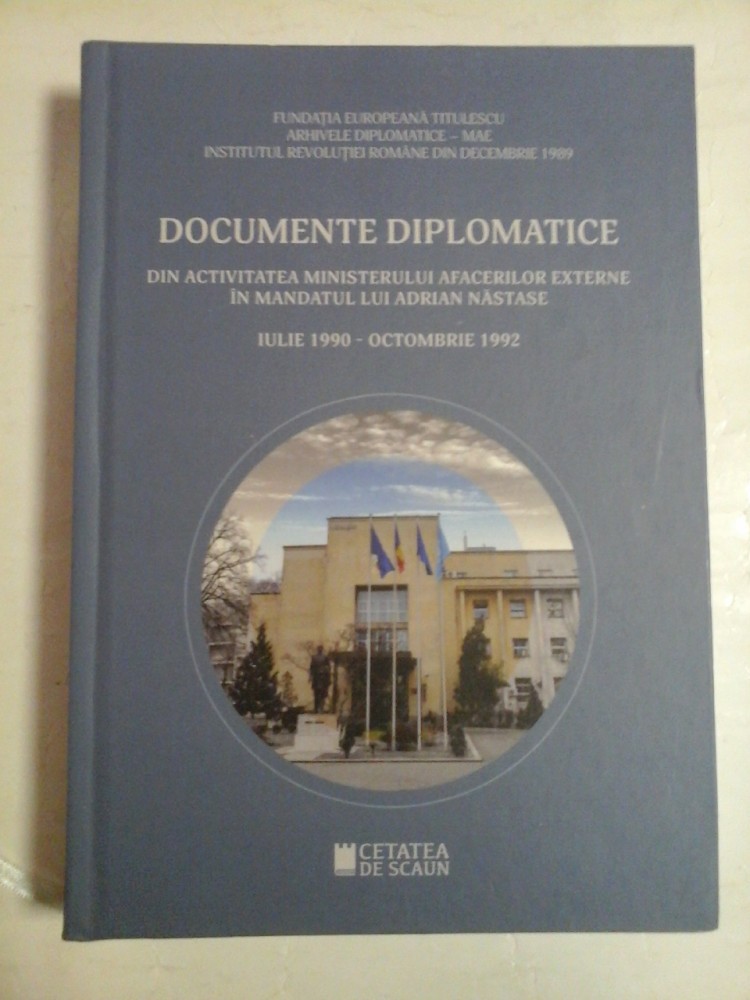 FUNDAȚIA EUROPEANĂ TITULESCU
ARHIVELE DIPLOMATICE – MAE
INSTITUTUL REVOLUȚIEI ROMÂNE DIN DECEMBRIE 1989
DOCUMENTE DIPLOMATICE
DIN ACTIVITATEA MINISTERULUI AFACERILOR EXTERNE
ÎN MANDATUL LUI ADRIAN NĂSTASE
IULIE 1990 - OCTOMBRIE 1992
CETATEA
DE SCAUN